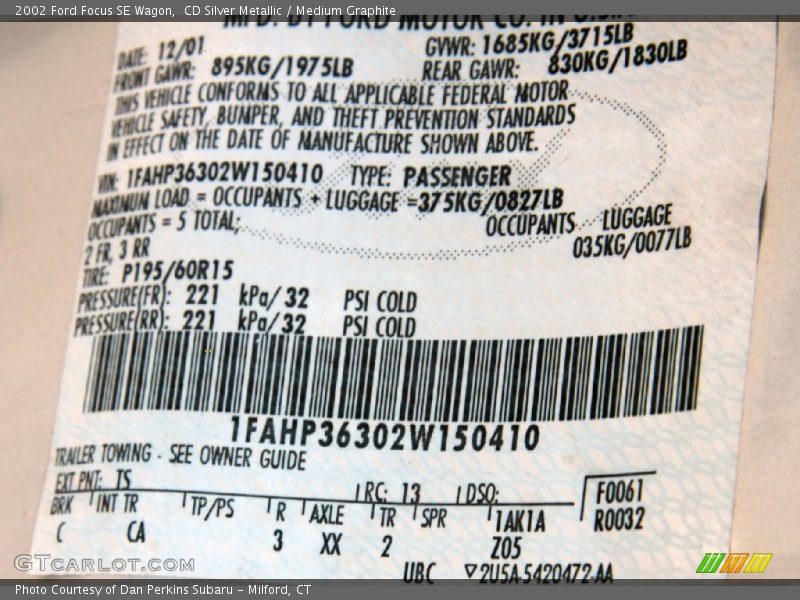 2002 Ford Focus SE Wagon,  CD Silver Metallic / Medium Graphite
MFD. BY FORD MOTOR CO. IN U.S.A.
DATE: 12/01 GVWR: 1685KG/3715LB
FRONT GAWR: 895KG/1975LB REAR GAWR: 830KG/1830LB
THIS VEHICLE CONFORMS TO ALL APPLICABLE FEDERAL MOTOR
VEHICLE SAFETY, BUMPER, AND THEFT PREVENTION STANDARDS
IN EFFECT ON THE DATE OF MANUFACTURE SHOWN ABOVE.
VIN: 1FAHP36302W150410 TYPE: PASSENGER
MAXIMUM LOAD = OCCUPANTS + LUGGAGE =375KG/0827LB
OCCUPANTS = 5 TOTAL; OCCUPANTS LUGGAGE
2 FR, 3 RR 035KG/0077LB
TIRE: P195/60R15
PRESSURE(FR): 221 kPa/ 32 PSI COLD
PRESSURE(RR): 221 kPa/ 32 PSI COLD
1FAHP36302W150410
TRAILER TOWING - SEE OWNER GUIDE
EXT PNT: TS RC: 13 DSO: F0061
BRK INT TR TP/PS R AXLE TR SPR 1AK1A R0032
C CA 3 XX 2 Z05
UBC ▽2U5A-5420472-AA
GTCARLOT.COM
Photo Courtesy of Dan Perkins Subaru - Milford, CT